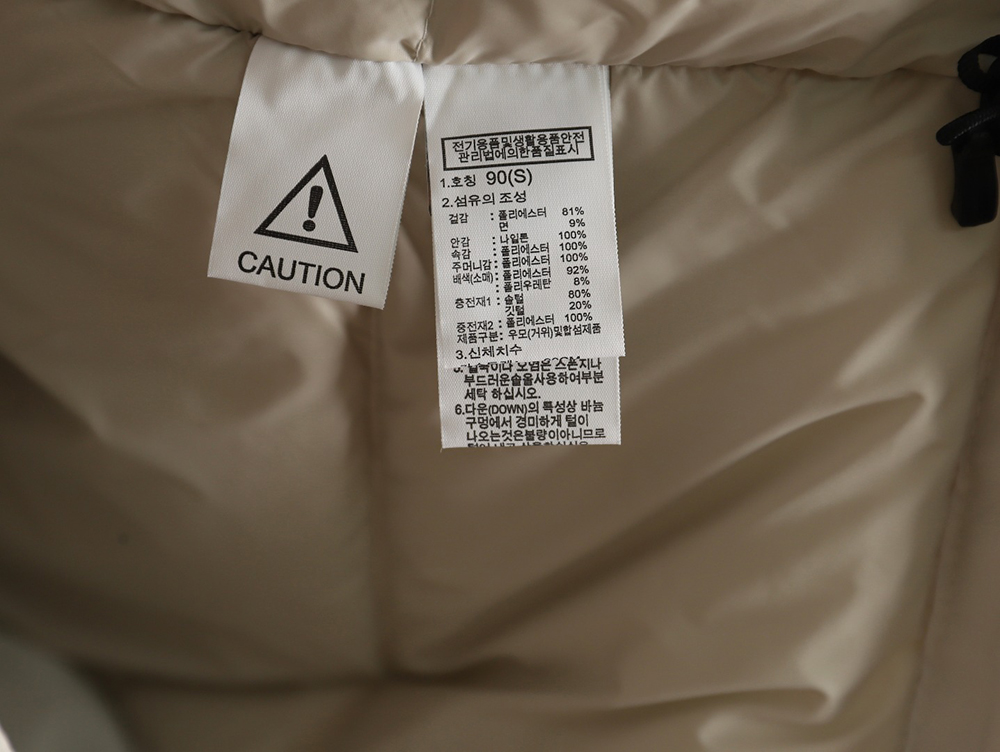 CAUTION
전기용품및생활용품안전
관리법에의한품질표시
1.호칭 90(S)
2.섬유의 조성
겉감 : 폴리에스터 81%
면 9%
안감 : 나일론 100%
속감 : 폴리에스터 100%
주머니감 : 폴리에스터 100%
배색(소매) : 폴리에스터 92%
: 폴리우레탄 8%
충전재1 : 솜털 80%
깃털 20%
충전재2 : 폴리에스터 100%
제품구분: 우모(거위)및합섬제품
3.신체치수
부드러운솔을사용하여부분
세탁 하십시오.
6.다운(DOWN)의 특성상 바늠
구멍에서 경미하게 털이
나오는것은불량이아니므로